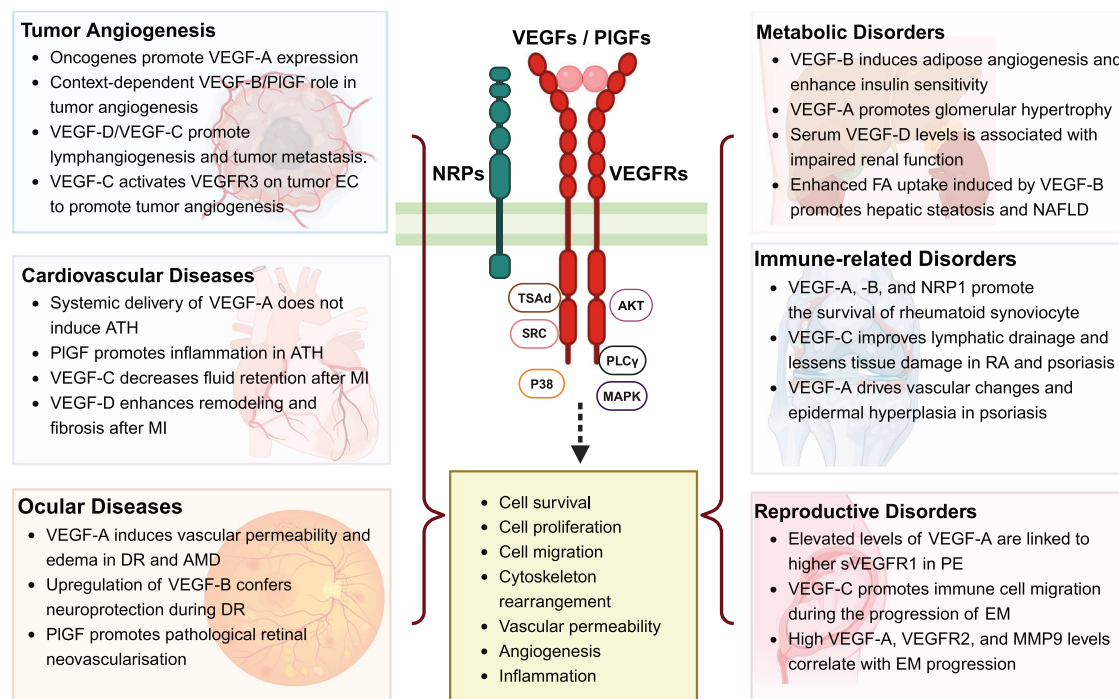 Tumor Angiogenesis
• Oncogenes promote VEGF-A expression
• Context-dependent VEGF-B/PlGF role in
tumor angiogenesis
• VEGF-D/VEGF-C promote
lymphangiogenesis and tumor metastasis.
• VEGF-C activates VEGFR3 on tumor EC
to promote tumor angiogenesis
Cardiovascular Diseases
• Systemic delivery of VEGF-A does not
induce ATH
• PlGF promotes inflammation in ATH
• VEGF-C decreases fluid retention after MI
• VEGF-D enhances remodeling and
fibrosis after MI
Ocular Diseases
• VEGF-A induces vascular permeability and
edema in DR and AMD
• Upregulation of VEGF-B confers
neuroprotection during DR
• PlGF promotes pathological retinal
neovascularisation
VEGFs / PlGFs
NRPs
VEGFRs
TSAd
AKT
SRC
PLCγ
P38
MAPK
• Cell survival
• Cell proliferation
• Cell migration
• Cytoskeleton
rearrangement
• Vascular permeability
• Angiogenesis
• Inflammation
Metabolic Disorders
• VEGF-B induces adipose angiogenesis and
enhance insulin sensitivity
• VEGF-A promotes glomerular hypertrophy
• Serum VEGF-D levels is associated with
impaired renal function
• Enhanced FA uptake induced by VEGF-B
promotes hepatic steatosis and NAFLD
Immune-related Disorders
• VEGF-A, -B, and NRP1 promote
the survival of rheumatoid synoviocyte
• VEGF-C improves lymphatic drainage and
lessens tissue damage in RA and psoriasis
• VEGF-A drives vascular changes and
epidermal hyperplasia in psoriasis
Reproductive Disorders
• Elevated levels of VEGF-A are linked to
higher sVEGFR1 in PE
• VEGF-C promotes immune cell migration
during the progression of EM
• High VEGF-A, VEGFR2, and MMP9 levels
correlate with EM progression